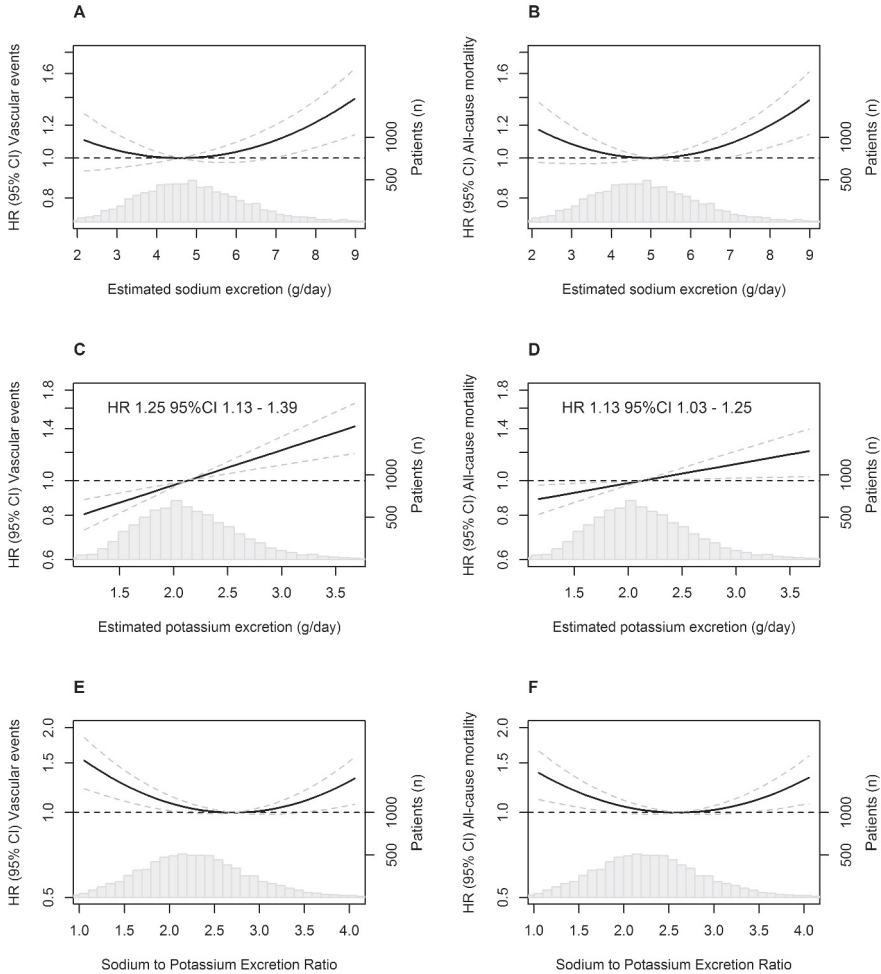 A
HR (95% CI) Vascular events
1.6
1.2
1.0
0.8
1000
500
Patients (n)
2 3 4 5 6 7 8 9
Estimated sodium excretion (g/day)
B
HR (95% CI) All-cause mortality
1.6
1.2
1.0
0.8
1000
500
Patients (n)
2 3 4 5 6 7 8 9
Estimated sodium excretion (g/day)
C
HR (95% CI) Vascular events
1.8
1.4
1.0
0.8
0.6
HR 1.25 95%CI 1.13 - 1.39
1000
500
Patients (n)
1.5 2.0 2.5 3.0 3.5
Estimated potassium excretion (g/day)
D
HR (95% CI) All-cause mortality
1.8
1.4
1.0
0.8
0.6
HR 1.13 95%CI 1.03 - 1.25
1000
500
Patients (n)
1.5 2.0 2.5 3.0 3.5
Estimated potassium excretion (g/day)
E
HR (95% CI) Vascular events
2.0
1.5
1.0
0.5
1000
500
Patients (n)
1.0 1.5 2.0 2.5 3.0 3.5 4.0
Sodium to Potassium Excretion Ratio
F
HR (95% CI) All-cause mortality
2.0
1.5
1.0
0.5
1000
500
Patients (n)
1.0 1.5 2.0 2.5 3.0 3.5 4.0
Sodium to Potassium Excretion Ratio